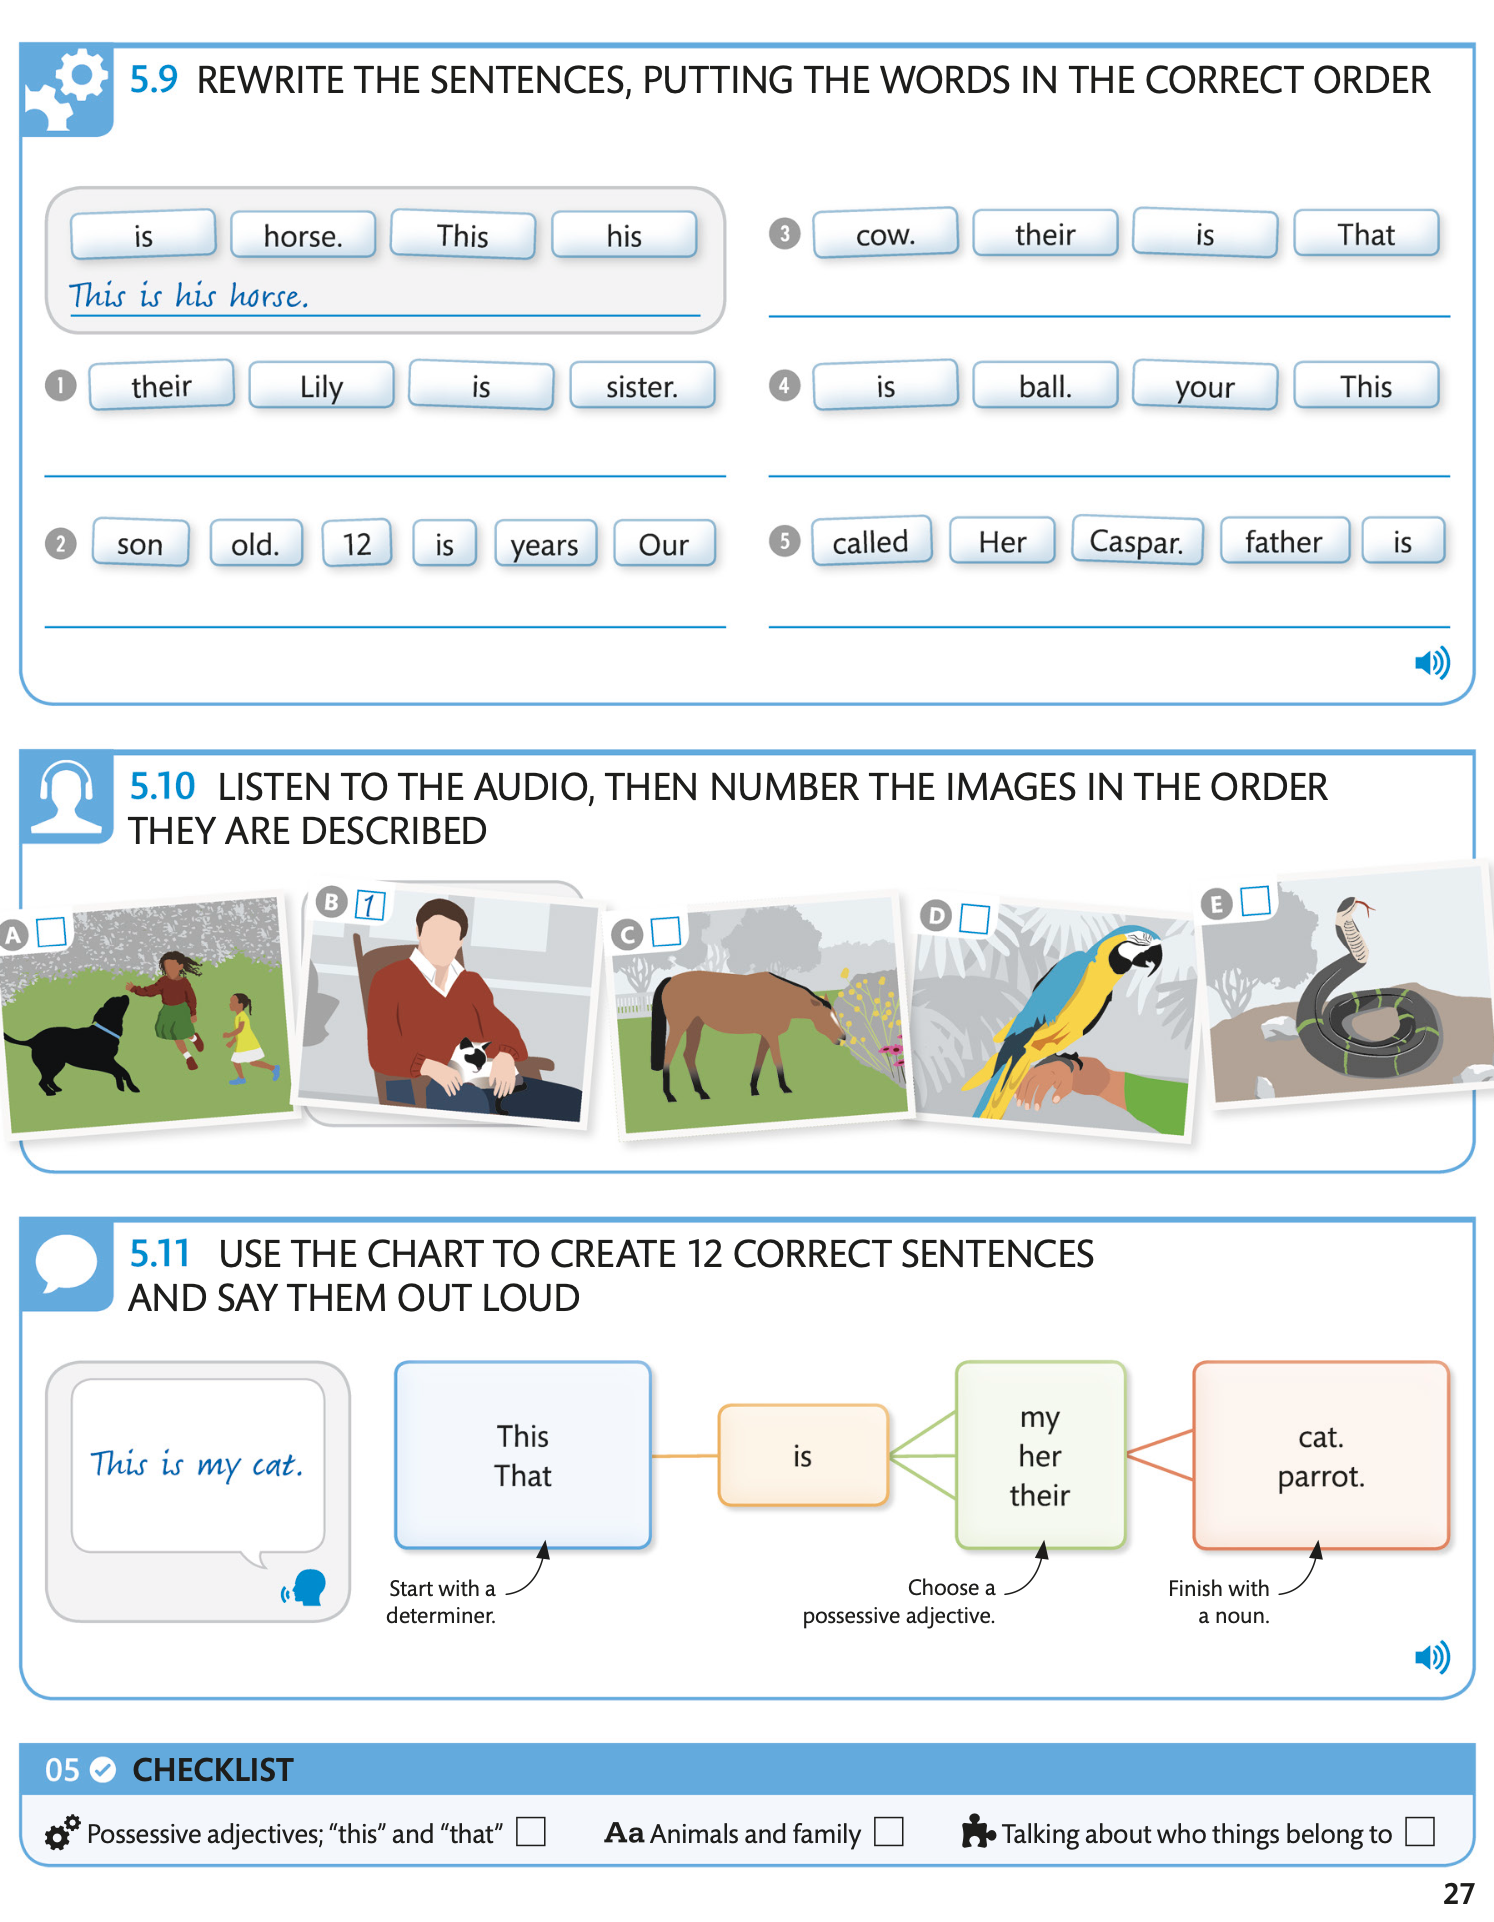 5.9 REWRITE THE SENTENCES, PUTTING THE WORDS IN THE CORRECT ORDER
is horse. This his
This is his horse.
1 their Lily is sister.
2 son old. 12 is years Our
3 cow. their is That
4 is ball. your This
5 called Her Caspar. father is
5.10 LISTEN TO THE AUDIO, THEN NUMBER THE IMAGES IN THE ORDER
THEY ARE DESCRIBED
A
B 1
C
D
E
5.11 USE THE CHART TO CREATE 12 CORRECT SENTENCES
AND SAY THEM OUT LOUD
This is my cat.
This
That
is
my
her
their
cat.
parrot.
Start with a
determiner.
Choose a
possessive adjective.
Finish with
a noun.
05 CHECKLIST
Possessive adjectives; “this” and “that”
Aa Animals and family
Talking about who things belong to
27